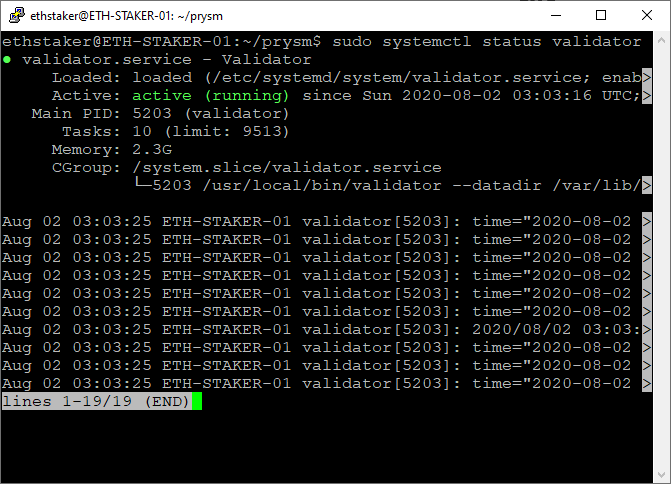 ethstaker@ETH-STAKER-01: ~/prysm
ethstaker@ETH-STAKER-01:~/prysm$ sudo systemctl status validator
● validator.service - Validator
Loaded: loaded (/etc/systemd/system/validator.service; enab>
Active: active (running) since Sun 2020-08-02 03:03:16 UTC;>
Main PID: 5203 (validator)
Tasks: 10 (limit: 9513)
Memory: 2.3G
CGroup: /system.slice/validator.service
└─5203 /usr/local/bin/validator --datadir /var/lib/>
Aug 02 03:03:25 ETH-STAKER-01 validator[5203]: time="2020-08-02 >
Aug 02 03:03:25 ETH-STAKER-01 validator[5203]: time="2020-08-02 >
Aug 02 03:03:25 ETH-STAKER-01 validator[5203]: time="2020-08-02 >
Aug 02 03:03:25 ETH-STAKER-01 validator[5203]: time="2020-08-02 >
Aug 02 03:03:25 ETH-STAKER-01 validator[5203]: time="2020-08-02 >
Aug 02 03:03:25 ETH-STAKER-01 validator[5203]: time="2020-08-02 >
Aug 02 03:03:25 ETH-STAKER-01 validator[5203]: 2020/08/02 03:03:>
Aug 02 03:03:25 ETH-STAKER-01 validator[5203]: time="2020-08-02 >
Aug 02 03:03:25 ETH-STAKER-01 validator[5203]: time="2020-08-02 >
Aug 02 03:03:25 ETH-STAKER-01 validator[5203]: time="2020-08-02 >
lines 1-19/19 (END)